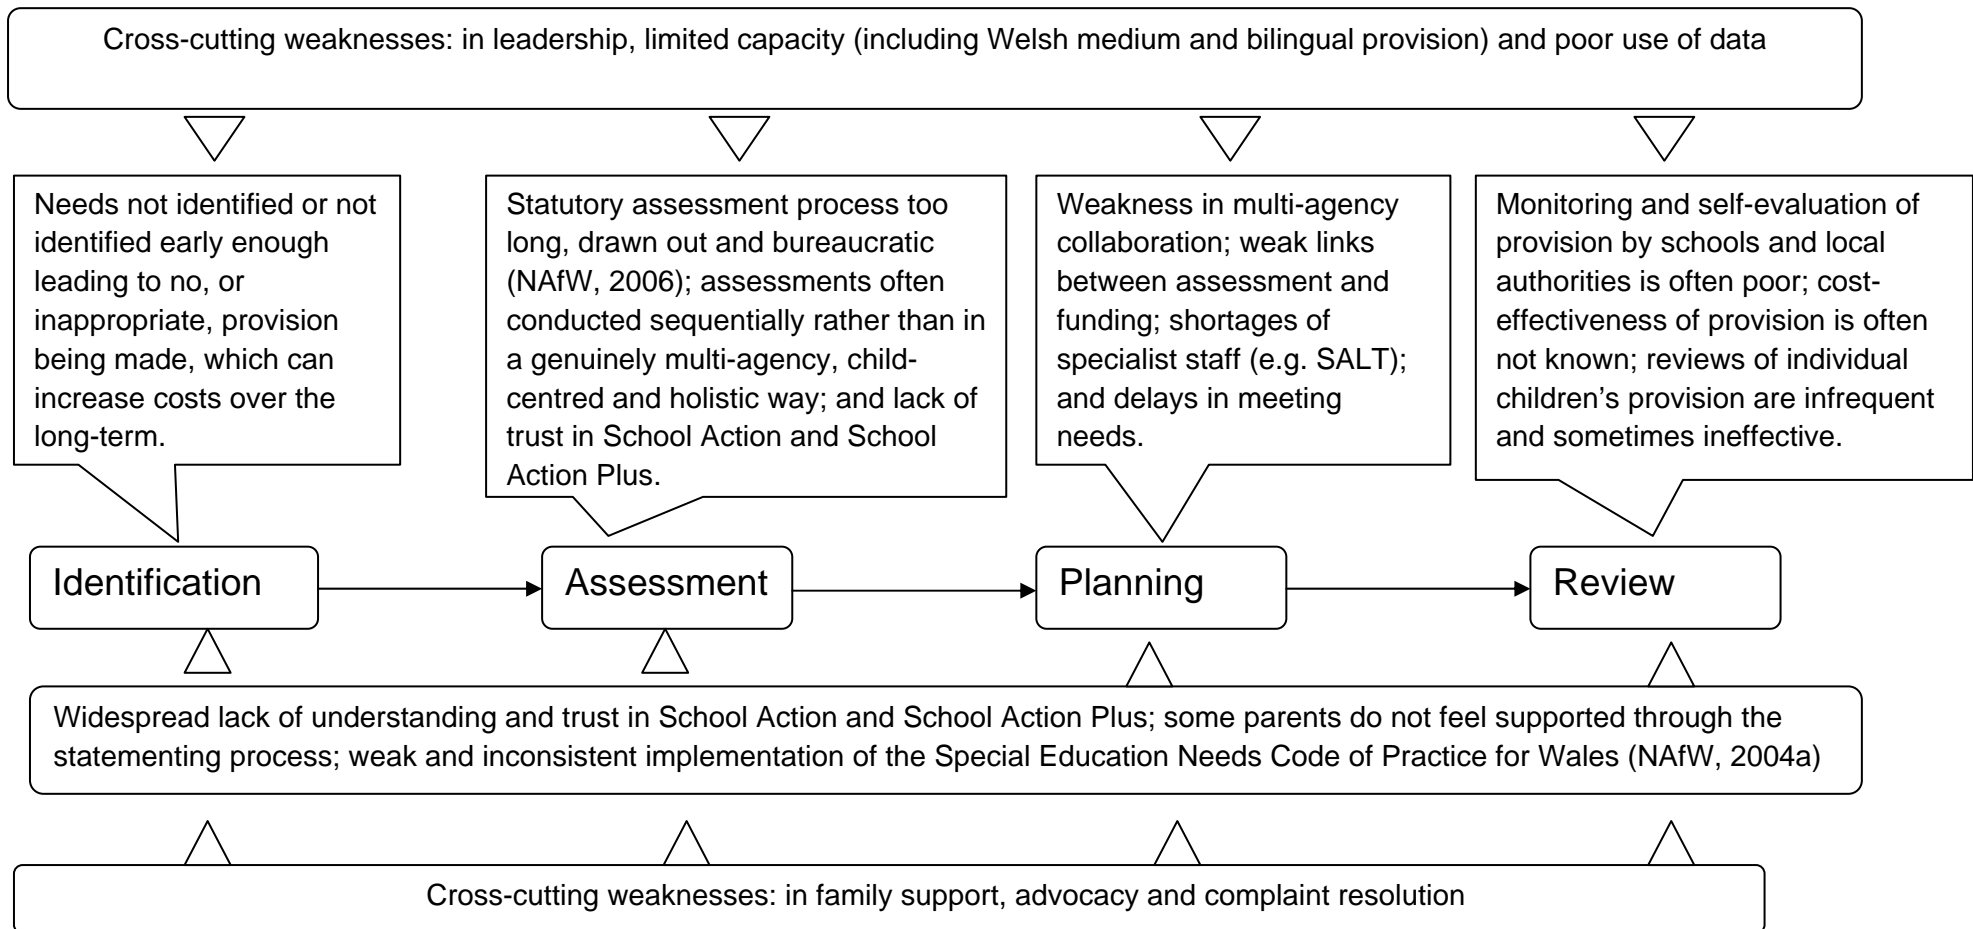 Cross-cutting weaknesses: in leadership, limited capacity (including Welsh medium and bilingual provision) and poor use of data
Needs not identified or not
identified early enough
leading to no, or
inappropriate, provision
being made, which can
increase costs over the
long-term.
Statutory assessment process too
long, drawn out and bureaucratic
(NAfW, 2006); assessments often
conducted sequentially rather than in
a genuinely multi-agency, child-
centred and holistic way; and lack of
trust in School Action and School
Action Plus.
Weakness in multi-agency
collaboration; weak links
between assessment and
funding; shortages of
specialist staff (e.g. SALT);
and delays in meeting
needs.
Monitoring and self-evaluation of
provision by schools and local
authorities is often poor; cost-
effectiveness of provision is often
not known; reviews of individual
children’s provision are infrequent
and sometimes ineffective.
Identification
Assessment
Planning
Review
Widespread lack of understanding and trust in School Action and School Action Plus; some parents do not feel supported through the
statementing process; weak and inconsistent implementation of the Special Education Needs Code of Practice for Wales (NAfW, 2004a)
Cross-cutting weaknesses: in family support, advocacy and complaint resolution